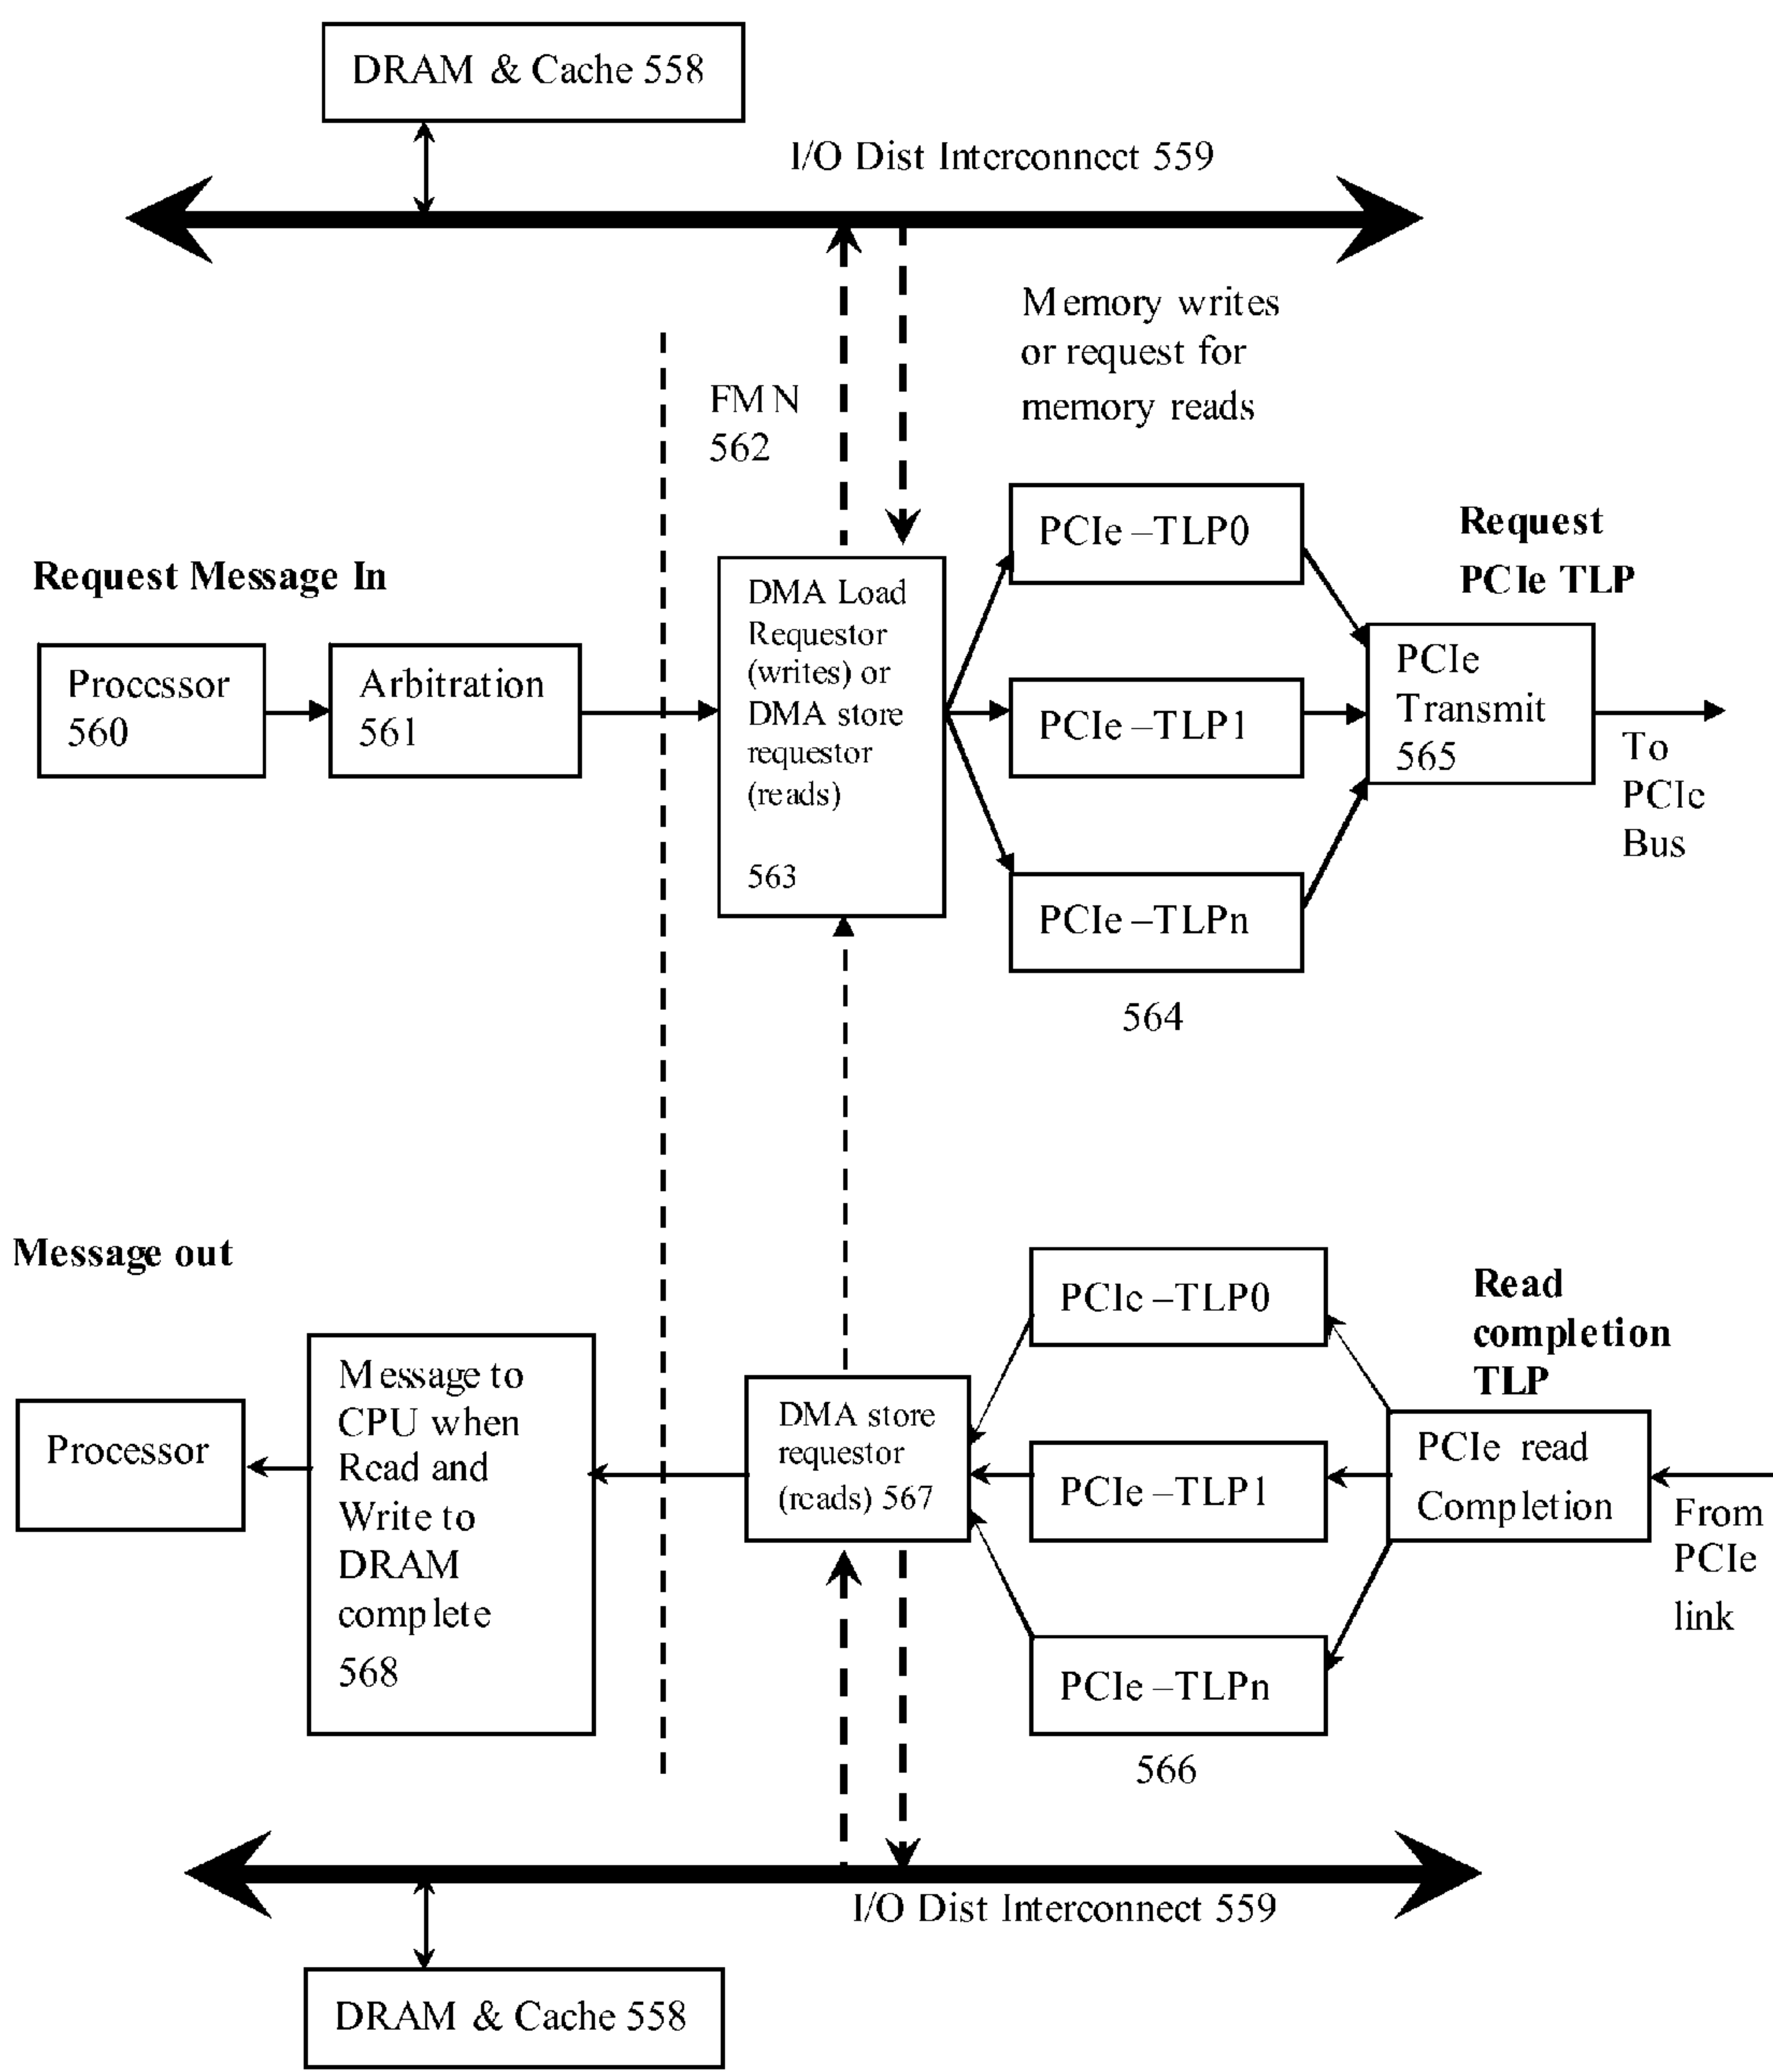 DRAM & Cache 558
I/O Dist Interconnect 559
Memory writes
or request for
memory reads
FMN
562
Request Message In
Processor
560
Arbitration
561
DMA Load
Requestor
(writes) or
DMA store
requestor
(reads)
563
PCIe –TLP0
PCIe –TLP1
PCIe –TLPn
564
Request
PCIe TLP
PCIe
Transmit
565
To
PCIe
Bus
Message out
Processor
Message to
CPU when
Read and
Write to
DRAM
complete
568
DMA store
requestor
(reads) 567
PCIe –TLP0
PCIe –TLP1
PCIe –TLPn
566
Read
completion
TLP
PCIe read
Completion
From
PCIe
link
I/O Dist Interconnect 559
DRAM & Cache 558